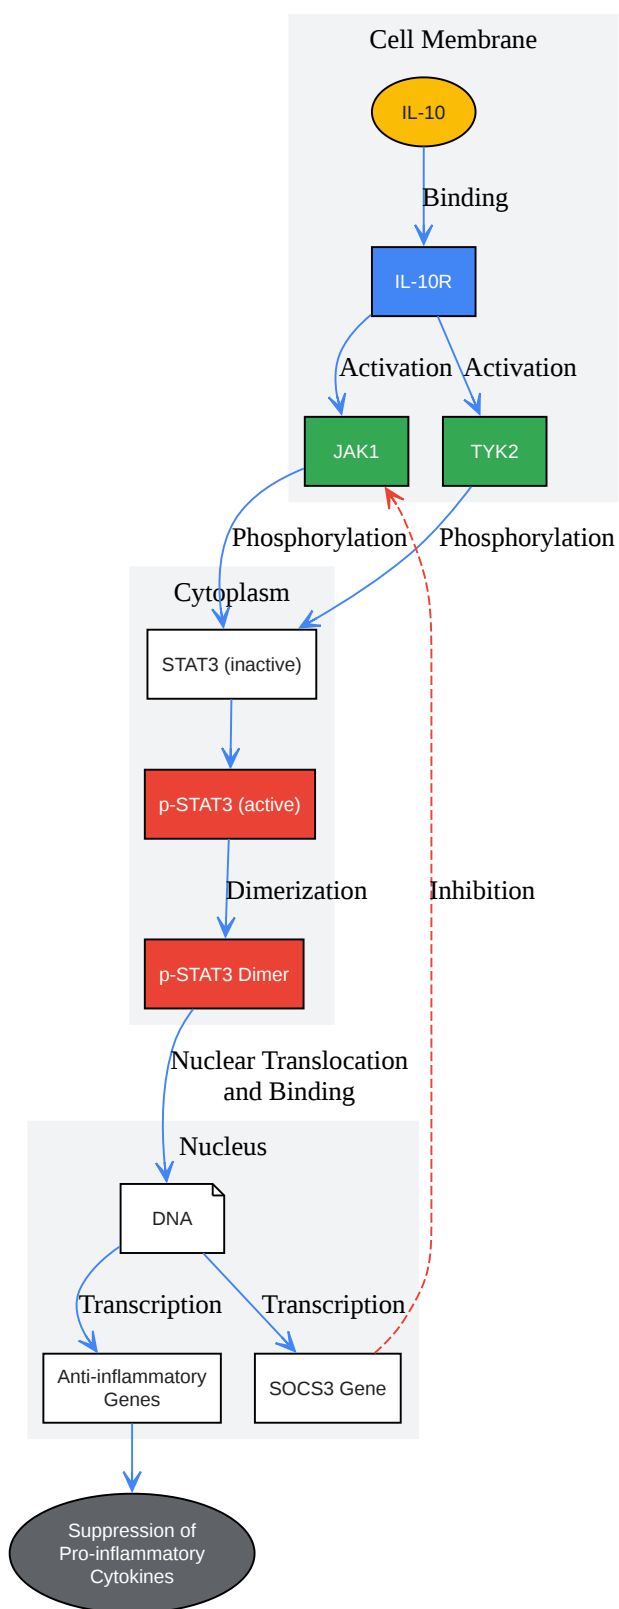 Cell Membrane
IL-10
Binding
IL-10R
Activation
Activation
JAK1
TYK2
Phosphorylation
Phosphorylation
Cytoplasm
STAT3 (inactive)
p-STAT3 (active)
Dimerization
Inhibition
p-STAT3 Dimer
Nuclear Translocation
and Binding
Nucleus
DNA
Transcription
Transcription
Anti-inflammatory
Genes
SOCS3 Gene
Suppression of
Pro-inflammatory
Cytokines